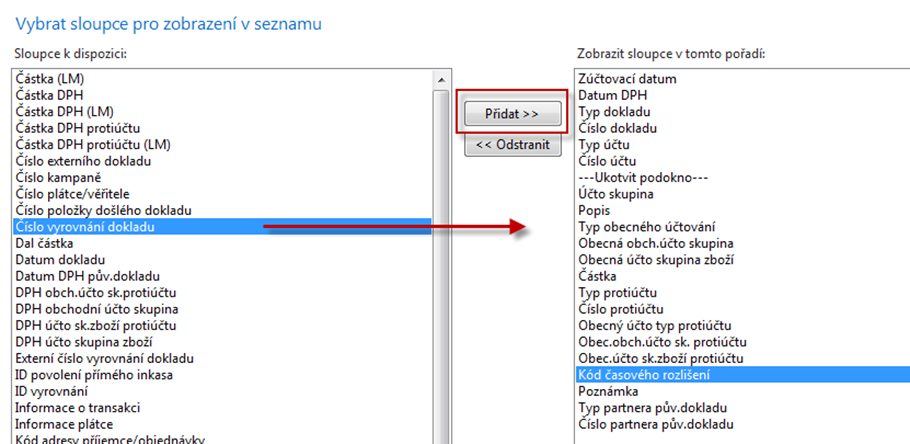 Vybrat sloupce pro zobrazení v seznamu
Sloupce k dispozici:
Částka (LM)
Částka DPH
Částka DPH (LM)
Částka DPH protiúčtu
Částka DPH protiúčtu (LM)
Číslo externího dokladu
Číslo kampaně
Číslo plátce/věřitele
Číslo položky došlého dokladu
Číslo vyrovnání dokladu
Dal částka
Datum dokladu
Datum DPH pův.dokladu
DPH obch.účto sk.protiúčtu
DPH obchodní účto skupina
DPH účto sk.zboží protiúčtu
DPH účto skupina zboží
Externí číslo vyrovnání dokladu
ID povolení přímého inkasa
ID vyrovnání
Informace o transakci
Informace plátce
Kód adresy příjemce/objednávky
Přidat >>
<< Odstranit
Zobrazit sloupce v tomto pořadí:
Zúčtovací datum
Datum DPH
Typ dokladu
Číslo dokladu
Typ účtu
Číslo účtu
---Ukotvit podokno---
Účto skupina
Popis
Typ obecného účtování
Obecná obch.účto skupina
Obecná účto skupina zboží
Částka
Typ protiúčtu
Číslo protiúčtu
Obecný účto typ protiúčtu
Obec.obch.účto sk. protiúčtu
Obec.účto sk.zboží protiúčtu
Kód časového rozlišení
Poznámka
Typ partnera pův.dokladu
Číslo partnera pův.dokladu